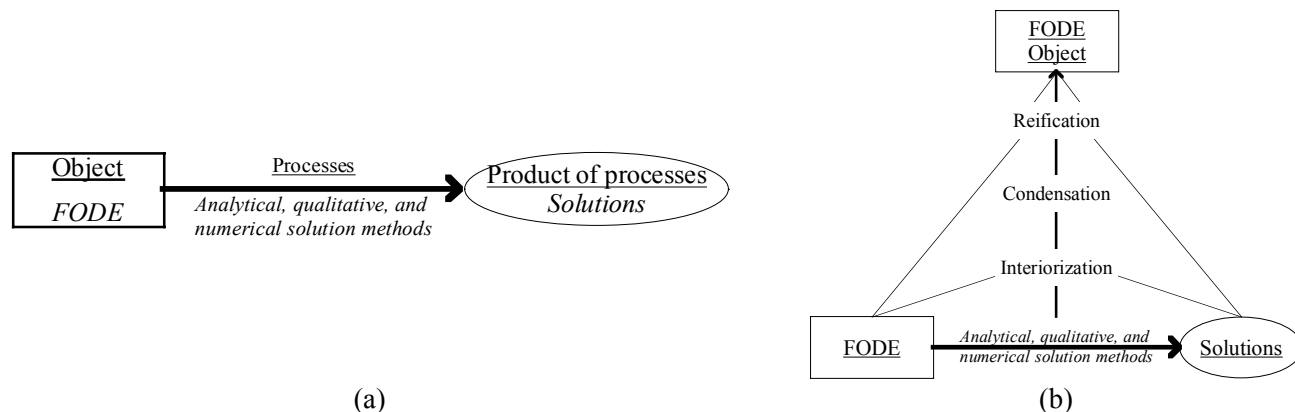 Object
FODE
Processes
Analytical, qualitative, and
numerical solution methods
Product of processes
Solutions
(a)
FODE
Object
Reification
Condensation
Interiorization
FODE
Analytical, qualitative, and
numerical solution methods
Solutions
(b)